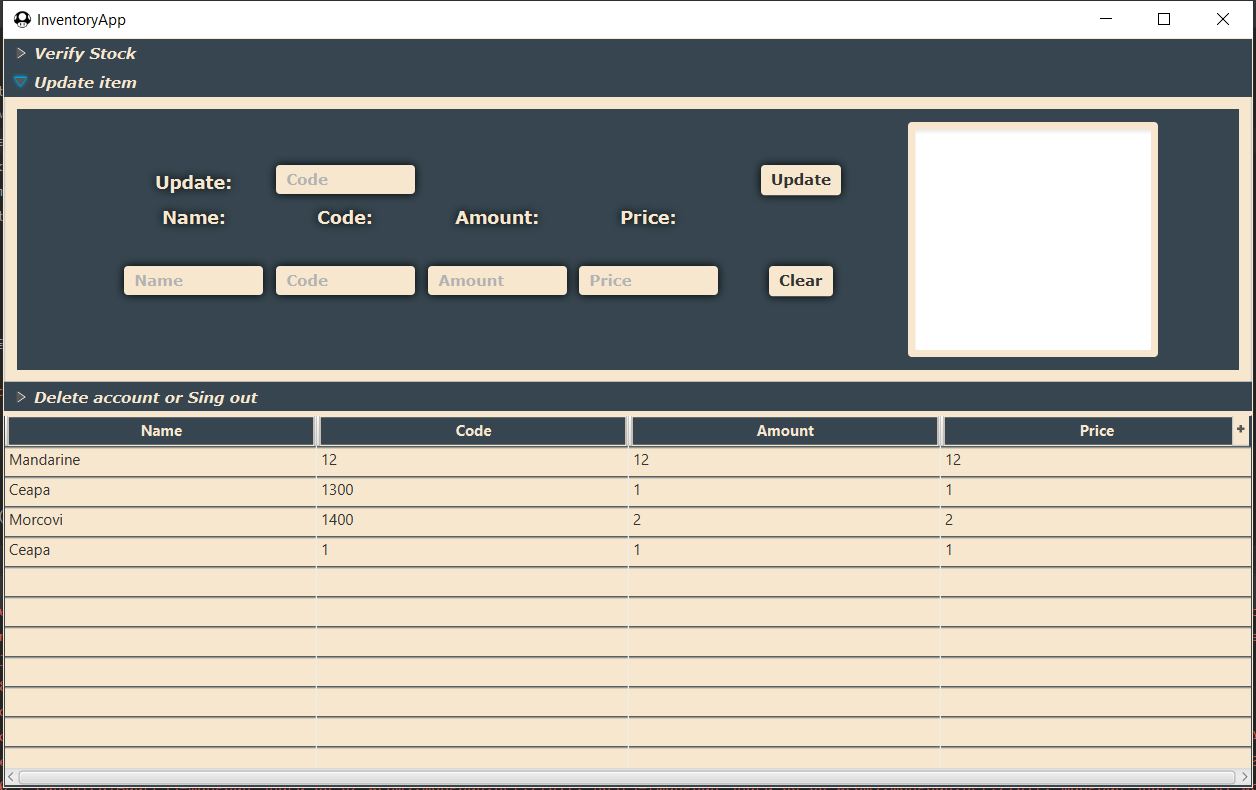 InventoryApp
Verify Stock
Update item
Update: Code Update
Name: Code: Amount: Price:
Name Code Amount Price Clear
Delete account or Sing out
Name Code Amount Price +
Mandarine 12 12 12
Ceapa 1300 1 1
Morcovi 1400 2 2
Ceapa 1 1 1